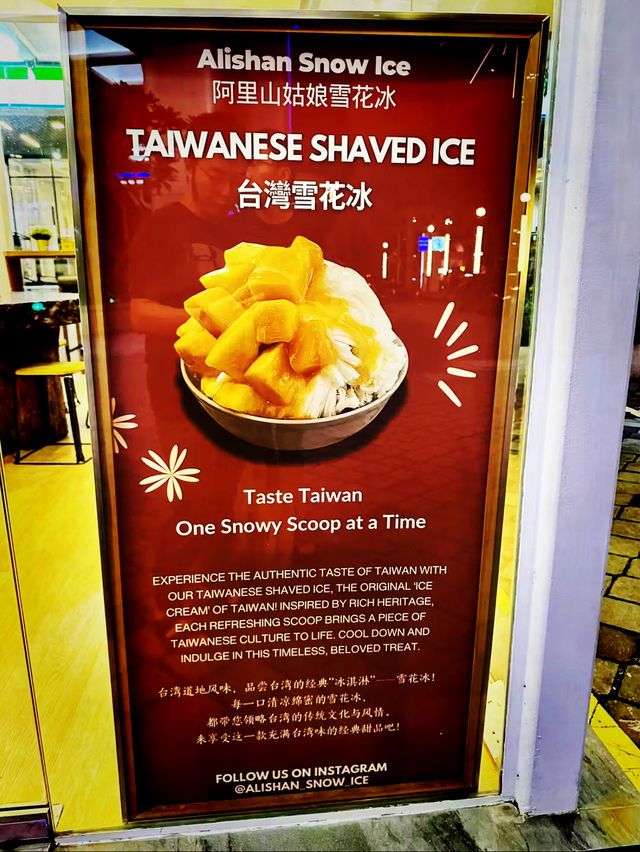 Alishan Snow Ice
阿里山姑娘雪花冰
TAIWANESE SHAVED ICE
台灣雪花冰
Taste Taiwan
One Snowy Scoop at a Time
EXPERIENCE THE AUTHENTIC TASTE OF TAIWAN WITH
OUR TAIWANESE SHAVED ICE, THE ORIGINAL 'ICE
CREAM' OF TAIWAN! INSPIRED BY RICH HERITAGE,
EACH REFRESHING SCOOP BRINGS A PIECE OF
TAIWANESE CULTURE TO LIFE. COOL DOWN AND
INDULGE IN THIS TIMELESS, BELOVED TREAT.
台湾道地风味，品尝台湾的经典"冰淇淋"——雪花冰！
每一口清凉绵密的雪花冰，
都带您领略台湾的传统文化与风情。
来享受这一款充满台湾味的经典甜品吧！
FOLLOW US ON INSTAGRAM
@ALISHAN_SNOW_ICE